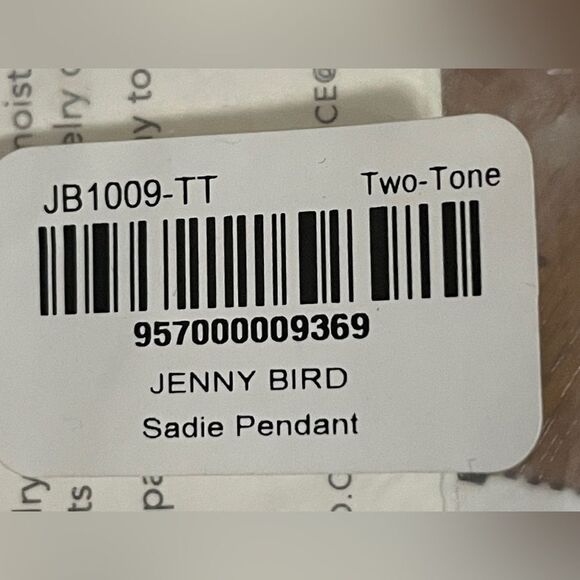 JB1009-TT Two-Tone
957000009369
JENNY BIRD
Sadie Pendant